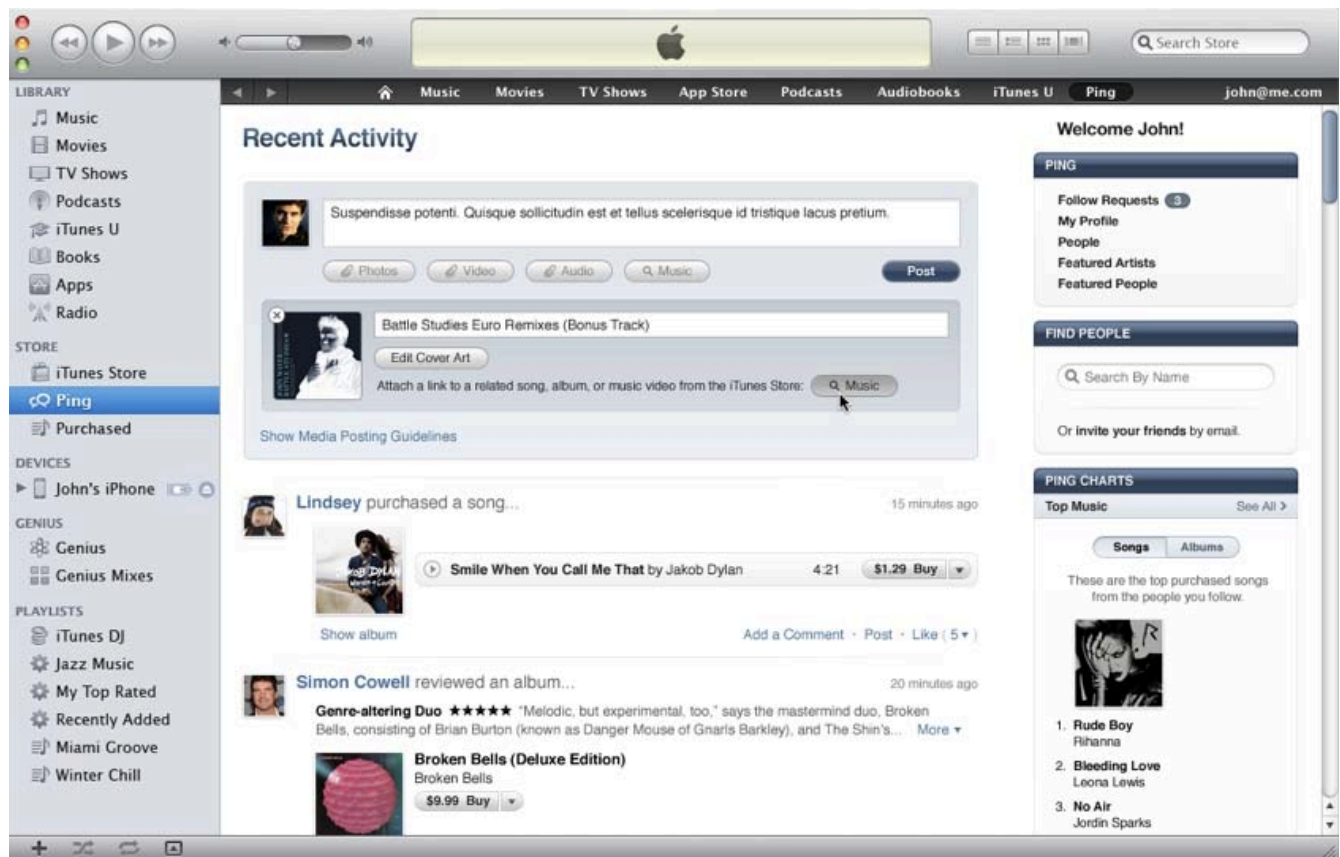 Search Store
LIBRARY
Music
Movies
TV Shows
Podcasts
iTunes U
Books
Apps
Radio
STORE
iTunes Store
Ping
Purchased
DEVICES
John's iPhone
GENIUS
Genius
Genius Mixes
PLAYLISTS
iTunes DJ
Jazz Music
My Top Rated
Recently Added
Miami Groove
Winter Chill
Music Movies TV Shows App Store Podcasts Audiobooks iTunes U Ping john@me.com
Recent Activity
Suspendisse potenti. Quisque sollicitudin est et tellus scelerisque id tristique lacus pretium.
Photos Video Audio Music Post
Battle Studies Euro Remixes (Bonus Track)
Edit Cover Art
Attach a link to a related song, album, or music video from the iTunes Store: Music
Show Media Posting Guidelines
Lindsey purchased a song... 15 minutes ago
Smile When You Call Me That by Jakob Dylan 4:21 $1.29 Buy
Show album Add a Comment · Post · Like ( 5 ▾ )
Simon Cowell reviewed an album... 20 minutes ago
Genre-altering Duo ★★★★★ "Melodic, but experimental, too," says the mastermind duo, Broken
Bells, consisting of Brian Burton (known as Danger Mouse of Gnarls Barkley), and The Shin's... More ▾
Broken Bells (Deluxe Edition)
Broken Bells
$9.99 Buy
Welcome John!
PING
Follow Requests 3
My Profile
People
Featured Artists
Featured People
FIND PEOPLE
Search By Name
Or invite your friends by email.
PING CHARTS
Top Music See All >
Songs Albums
These are the top purchased songs
from the people you follow.
1. Rude Boy
Rihanna
2. Bleeding Love
Leona Lewis
3. No Air
Jordin Sparks